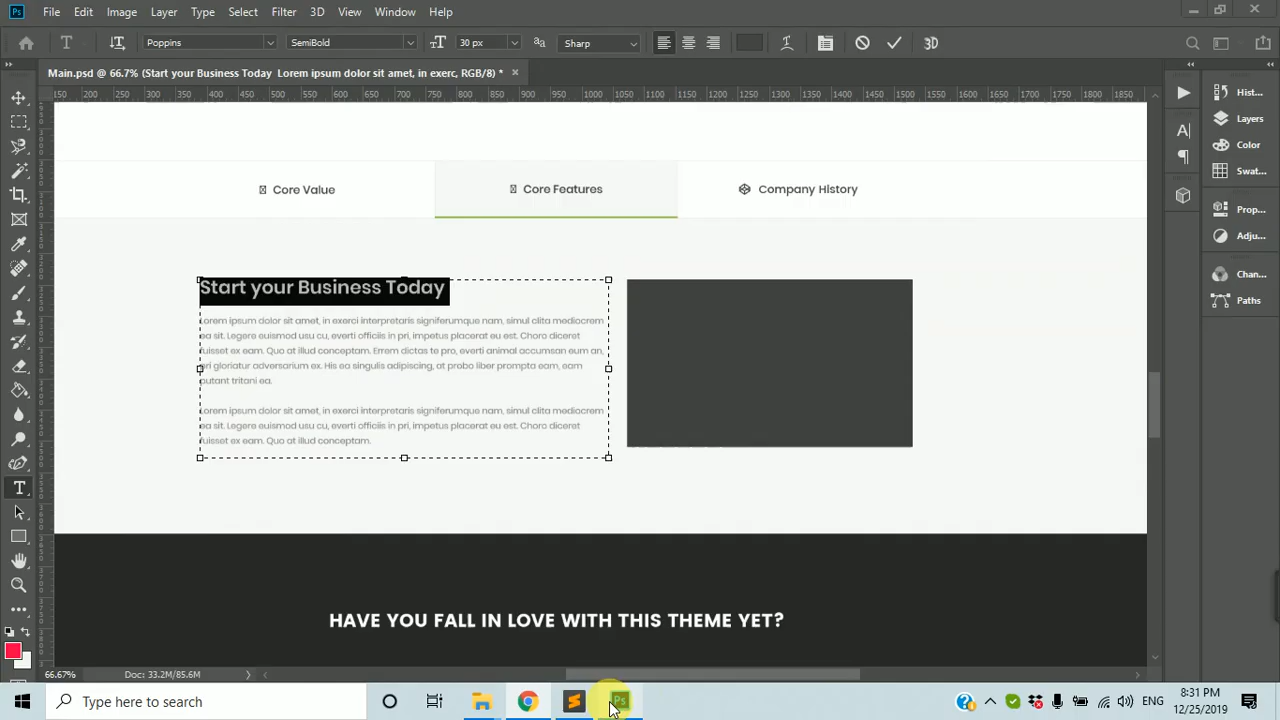 Ps File Edit Image Layer Type Select Filter 3D View Window Help
T Poppins SemiBold 30 px Sharp 3D
Main.psd @ 66.7% (Start your Business Today Lorem ipsum dolor sit amet, in exerc, RGB/8) *
150 200 250 300 350 400 450 500 550 600 650 700 750 800 850 900 950 1000 1050 1100 1150 1200 1250 1300 1350 1400 1450 1500 1550 1600 1650 1700 1750 1800 1850
Hist...
Layers
Color
Swat...
Prop...
Adju...
Chan...
Paths
Core Value
Core Features
Company History
Start your Business Today
Lorem ipsum dolor sit amet, in exerci interpretaris signiferumque nam, simul clita mediocrem
ea sit. Legere euismod usu cu, everti officiis in pri, impetus placerat eu est. Choro diceret
fuisset ex eam. Quo at illud conceptam. Errem dictas te pro, everti animal accumsan eum an,
pri gloriatur adversarium ex. His ea singulis adipiscing, at probo liber prompta eam, eam
putant tritani ea.
Lorem ipsum dolor sit amet, in exerci interpretaris signiferumque nam, simul clita mediocrem
ea sit. Legere euismod usu cu, everti officiis in pri, impetus placerat eu est. Choro diceret
fuisset ex eam. Quo at illud conceptam.
HAVE YOU FALL IN LOVE WITH THIS THEME YET?
66.67% Doc: 33.2M/85.6M
Type here to search
Ps
ENG
8:31 PM
12/25/2019